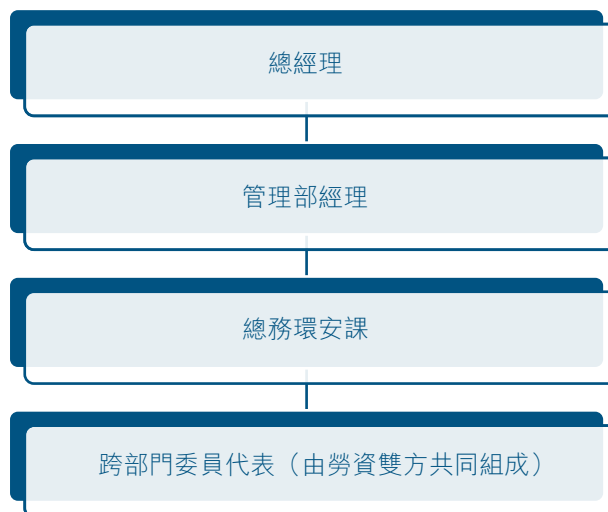 總經理
管理部經理
總務環安課
跨部門委員代表（由勞資雙方共同組成）